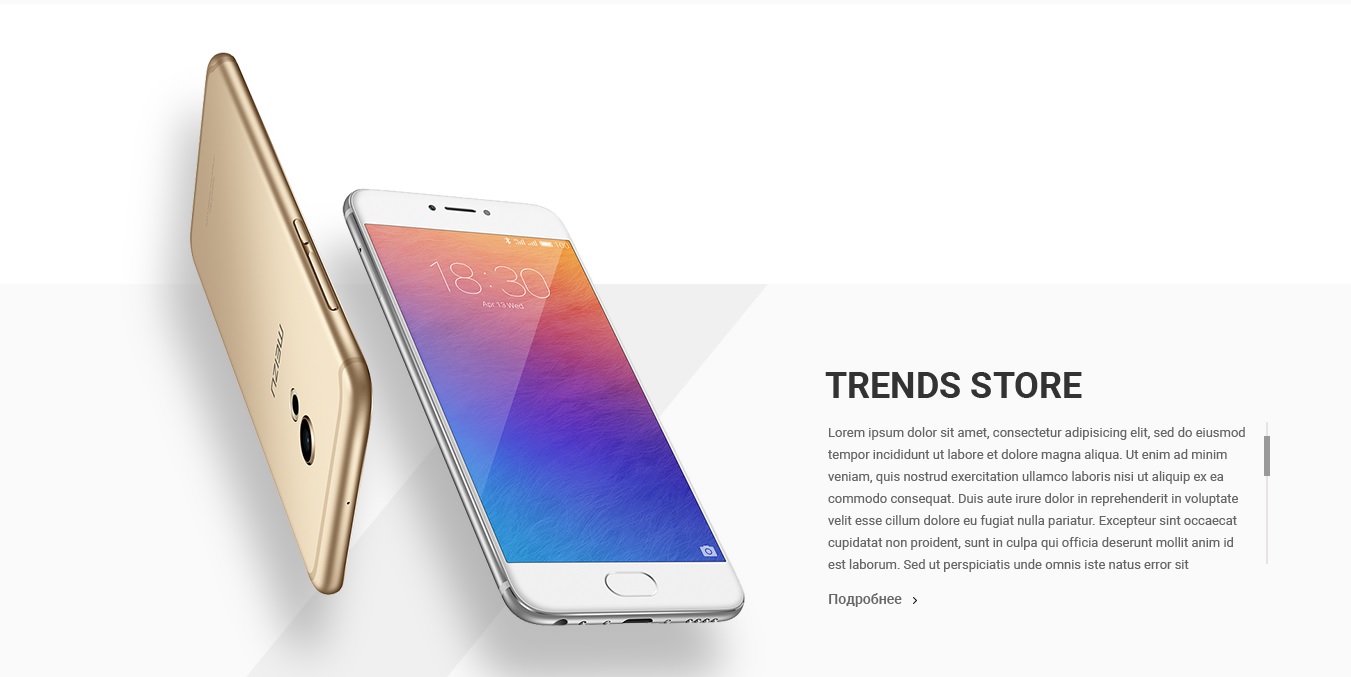 MEIZU
18:30
Apr 13 Wed
TRENDS STORE
Lorem ipsum dolor sit amet, consectetur adipisicing elit, sed do eiusmod
tempor incididunt ut labore et dolore magna aliqua. Ut enim ad minim
veniam, quis nostrud exercitation ullamco laboris nisi ut aliquip ex ea
commodo consequat. Duis aute irure dolor in reprehenderit in voluptate
velit esse cillum dolore eu fugiat nulla pariatur. Excepteur sint occaecat
cupidatat non proident, sunt in culpa qui officia deserunt mollit anim id
est laborum. Sed ut perspiciatis unde omnis iste natus error sit
Подробнее